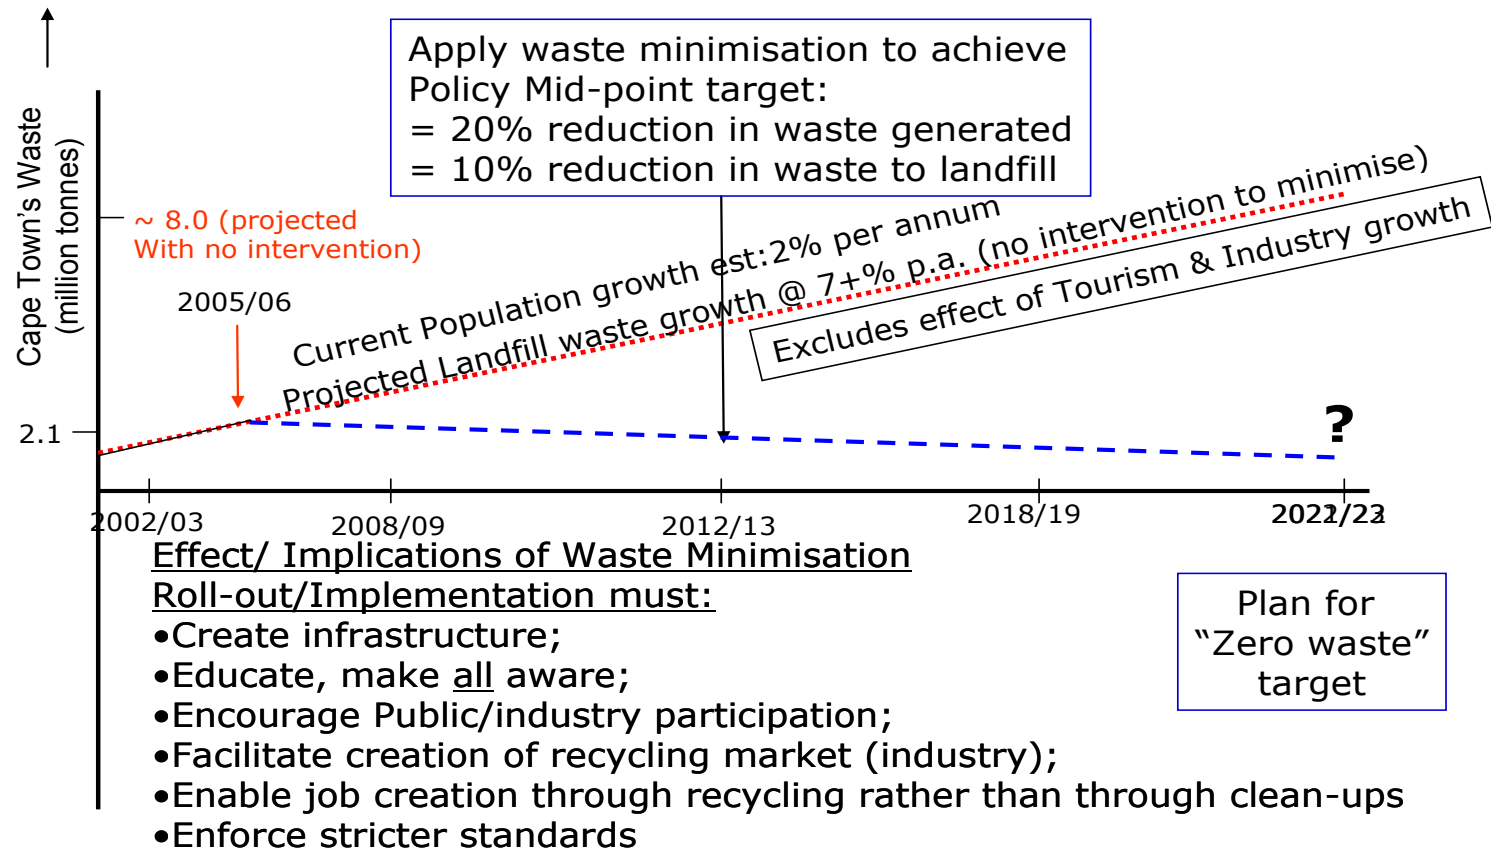 Apply waste minimisation to achieve
Policy Mid-point target:
= 20% reduction in waste generated
= 10% reduction in waste to landfill
Cape Town's Waste
(million tonnes)
~ 8.0 (projected
With no intervention)
2005/06
Current Population growth est:2% per annum
Projected Landfill waste growth @ 7+% p.a. (no intervention to minimise)
Excludes effect of Tourism & Industry growth
2.1
?
2002/03
2008/09
2012/13
2018/19
Effect/ Implications of Waste Minimisation
Roll-out/Implementation must:
•Create infrastructure;
•Educate, make all aware;
•Encourage Public/industry participation;
•Facilitate creation of recycling market (industry);
•Enable job creation through recycling rather than through clean-ups
•Enforce stricter standards
Plan for
“Zero waste”
target